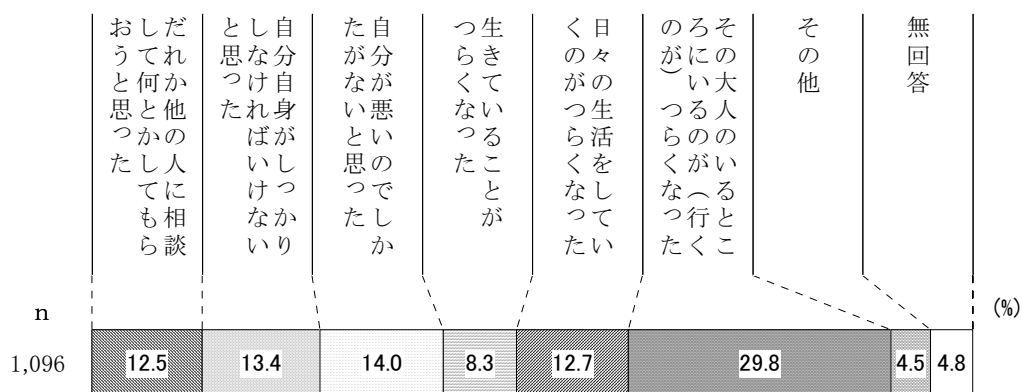 だれか他の人に相談
して何とかしてもら
おうと思った
自分自身がしっかり
しなければいけない
と思った
自分が悪いのでしか
たがないと思った
生きていることが
つらくなった
日々の生活をしてい
くのがつらくなった
その大人のいるとこ
ろにいるのが（行く
のが）つらくなった
その他
無回答
n
(%)
1,096
12.5
13.4
14.0
8.3
12.7
29.8
4.5
4.8